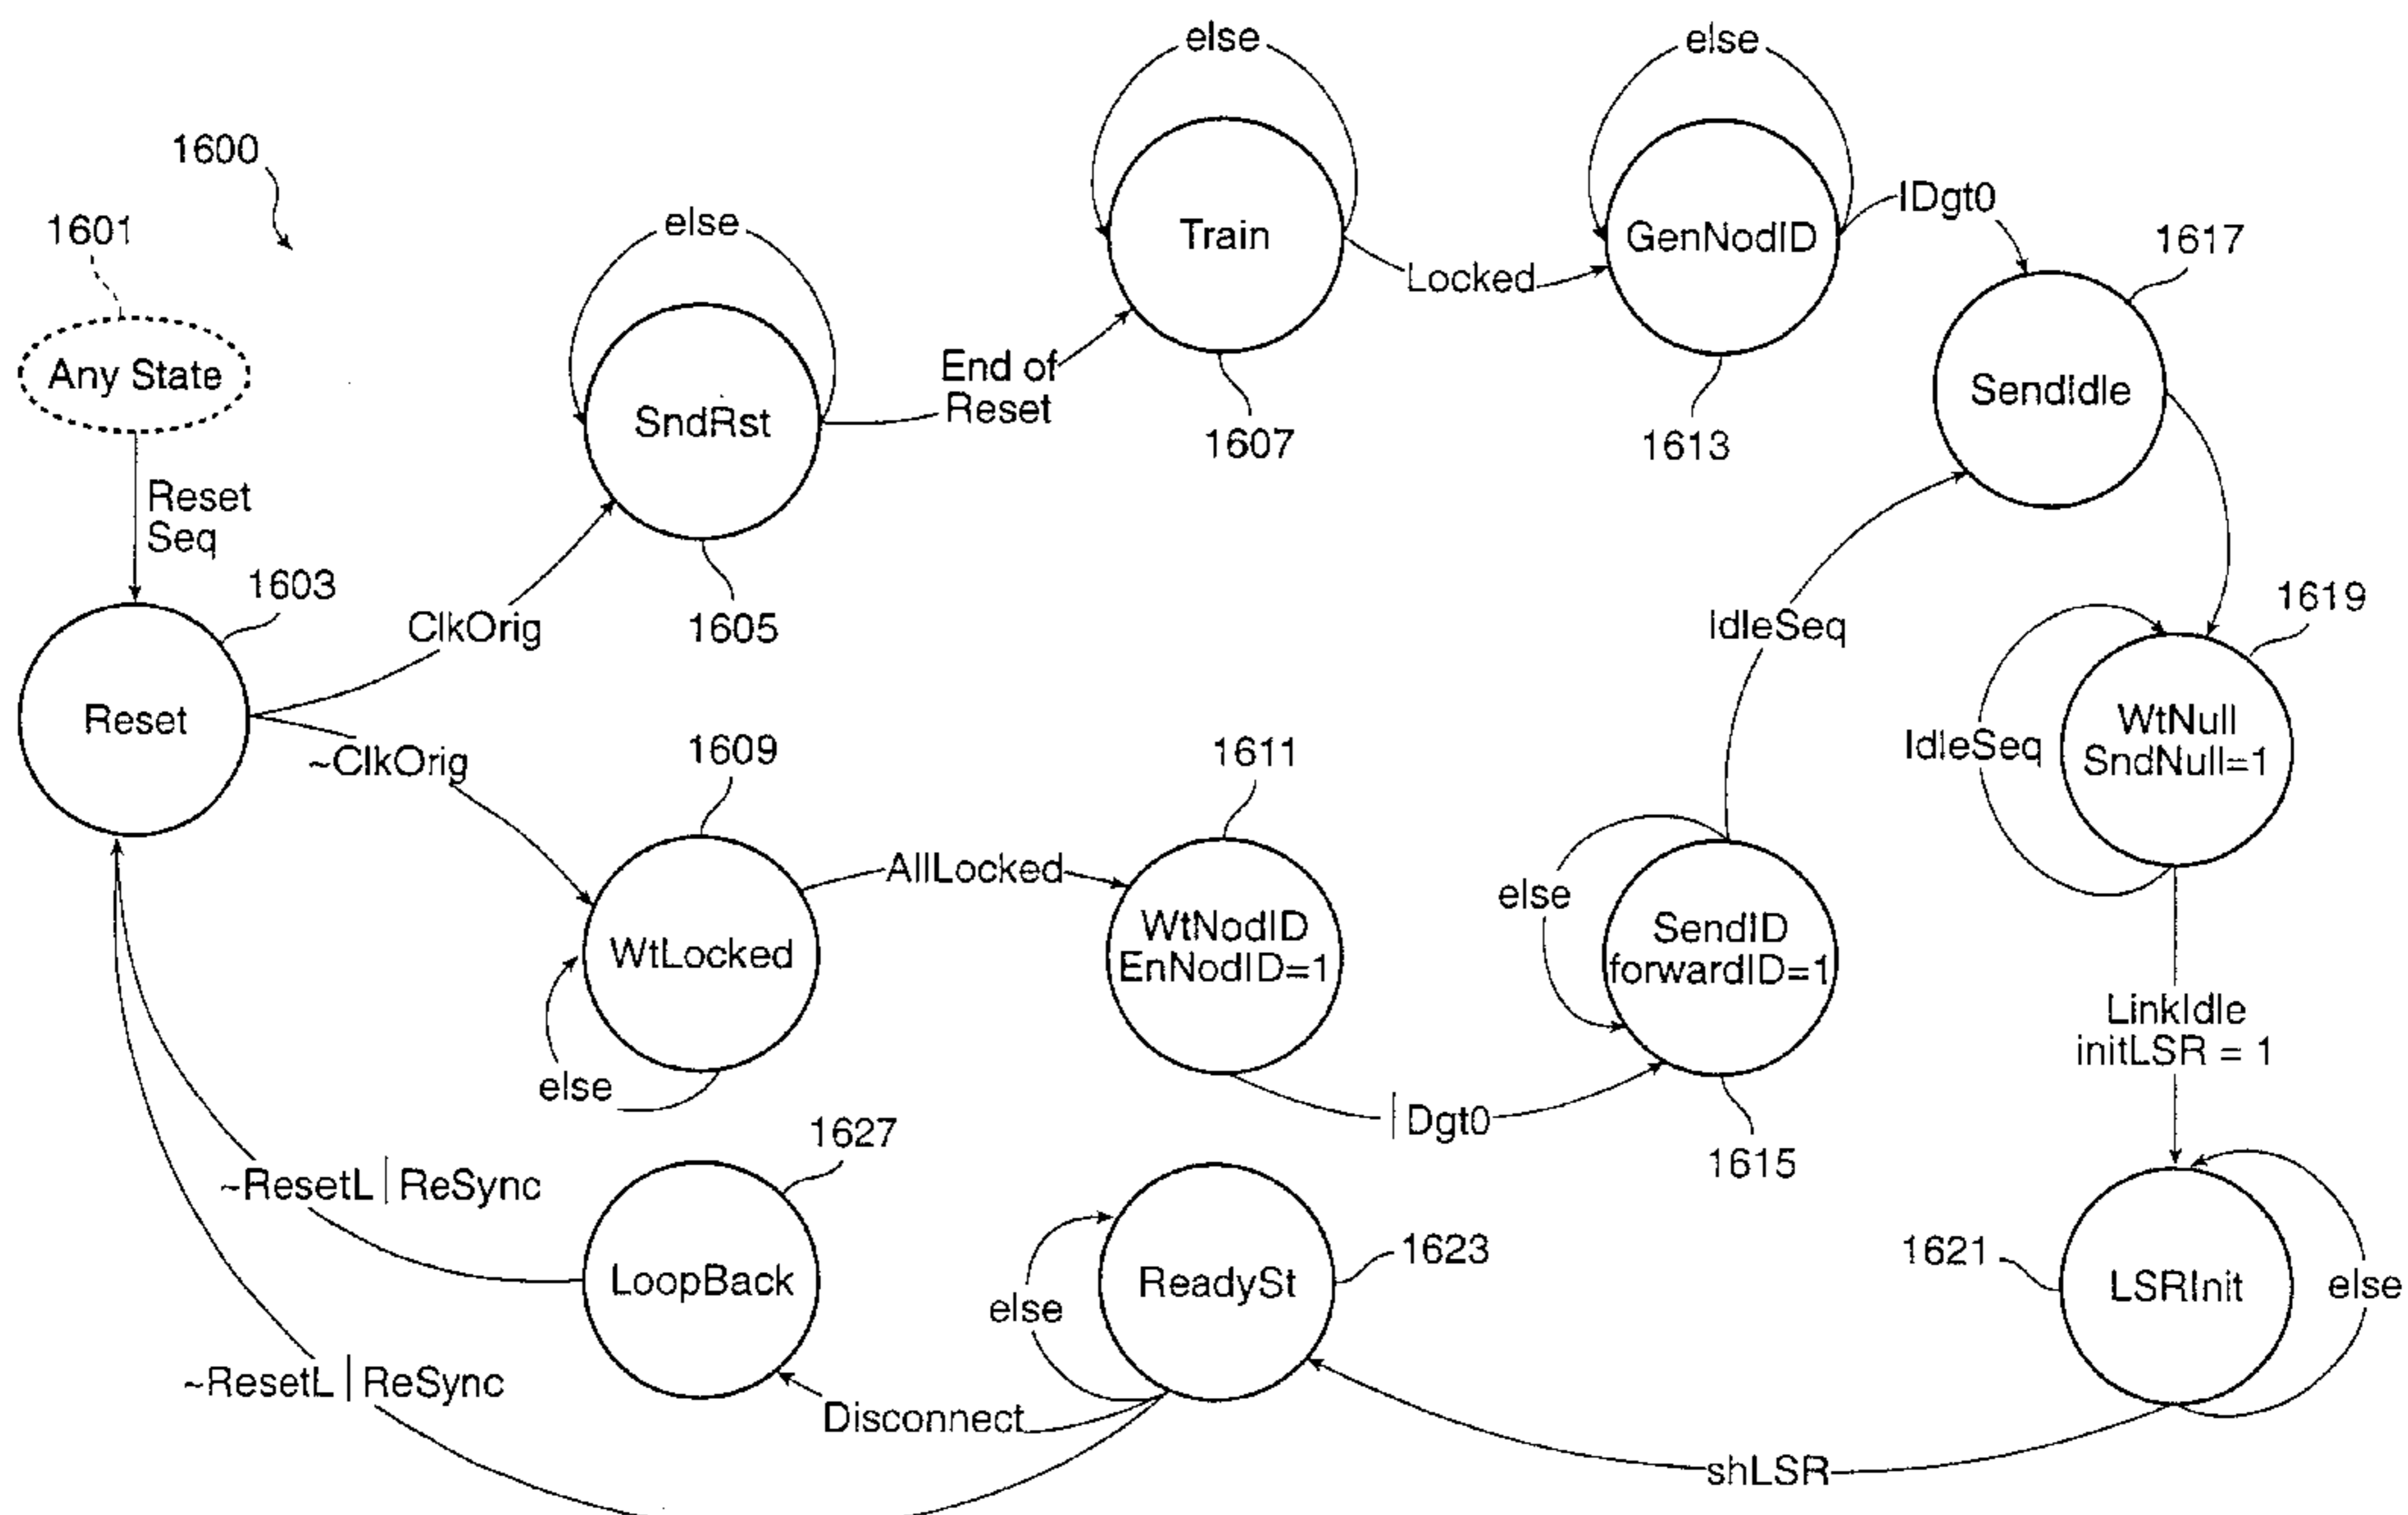 else
else
1600
1601
else
Train
GenNodID
IDgt0
1617
Locked
Any State
SndRst
End of
Reset
1607
1613
SendIdle
Reset
Seq
1603
ClkOrig
1605
IdleSeq
1619
Reset
~ClkOrig
1609
1611
IdleSeq
WtNull
SndNull=1
AllLocked
else
WtLocked
WtNodID
EnNodID=1
SendID
forwardID=1
LinkIdle
initLSR = 1
else
|Dgt0
1627
1615
~ResetL|ReSync
LoopBack
else
ReadySt
1623
1621
LSRInit
else
~ResetL|ReSync
Disconnect
shLSR